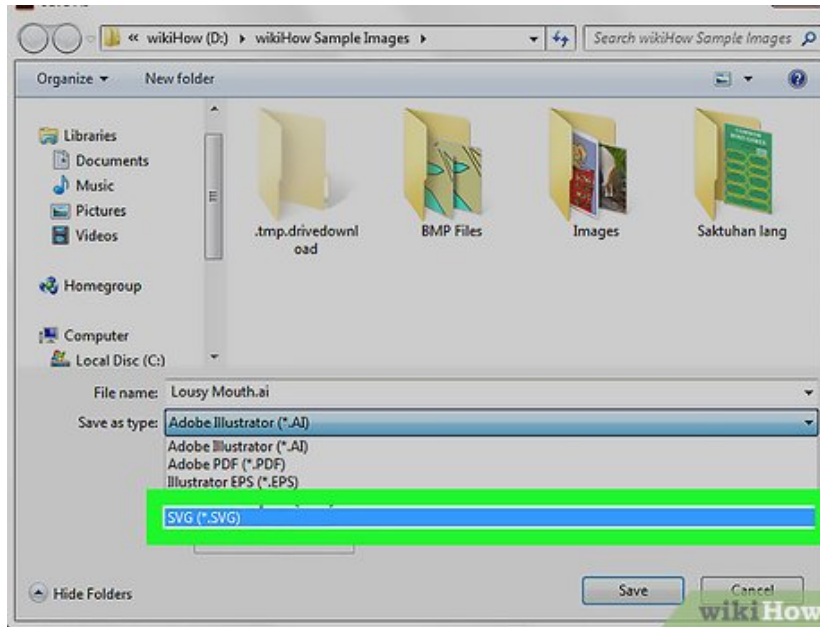 « wikiHow (D:) ▸ wikiHow Sample Images ▸
Search wikiHow Sample Images
Organize
New folder
Libraries
Documents
Music
Pictures
Videos
Homegroup
Computer
Local Disc (C:)
.tmp.drivedownl
oad
BMP Files
Images
Saktuhan lang
File name: Lousy Mouth.ai
Save as type: Adobe Illustrator (*.AI)
Adobe Illustrator (*.AI)
Adobe PDF (*.PDF)
Illustrator EPS (*.EPS)
SVG (*.SVG)
Hide Folders
Save
Cancel
wikiHow